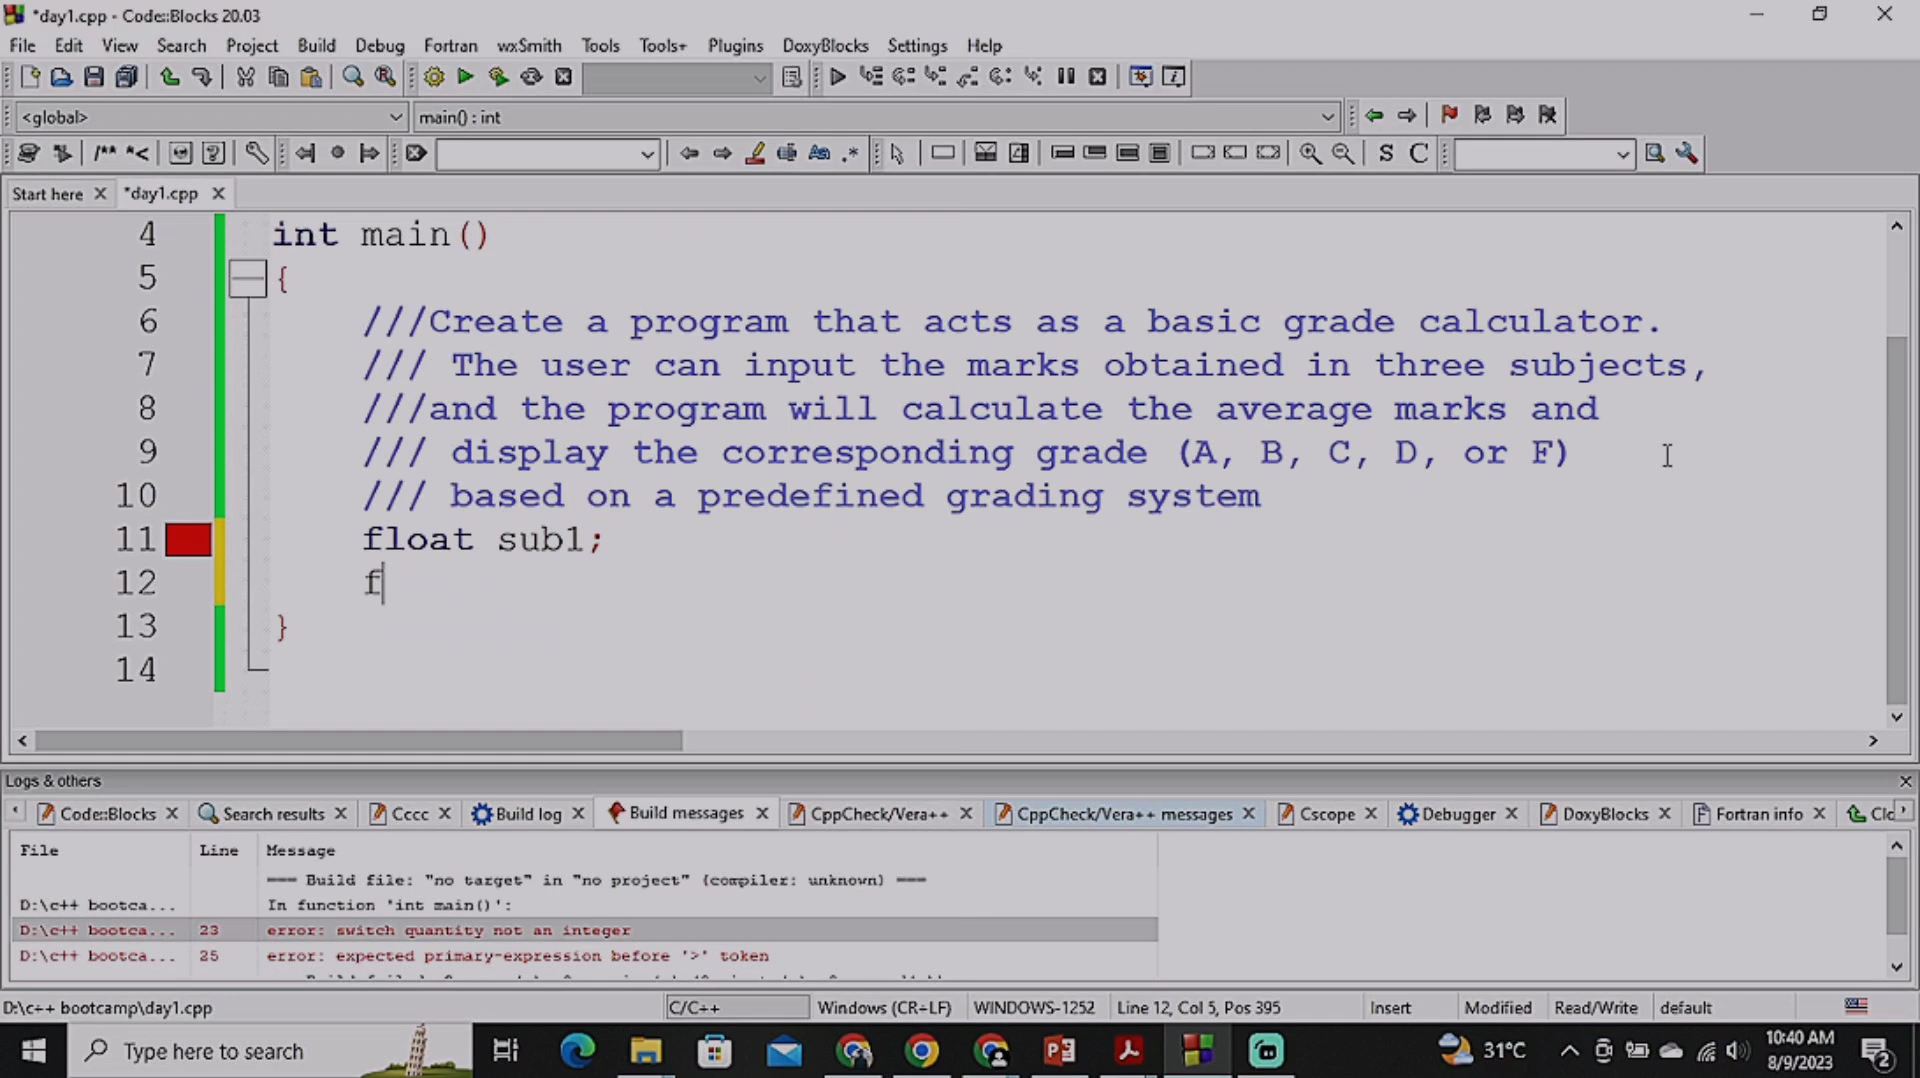 *day1.cpp - Code::Blocks 20.03
File Edit View Search Project Build Debug Fortran wxSmith Tools Tools+ Plugins DoxyBlocks Settings Help
<global> main() : int
/** *< S C
Start here *day1.cpp
4 int main()
5 {
6 ///Create a program that acts as a basic grade calculator.
7 /// The user can input the marks obtained in three subjects,
8 ///and the program will calculate the average marks and
9 /// display the corresponding grade (A, B, C, D, or F)
10 /// based on a predefined grading system
11 float sub1;
12 f
13 }
14
Logs & others
Code::Blocks Search results Cccc Build log Build messages CppCheck/Vera++ CppCheck/Vera++ messages Cscope Debugger DoxyBlocks Fortran info
File Line Message
=== Build file: "no target" in "no project" (compiler: unknown) ===
D:\c++ bootca... In function 'int main()':
D:\c++ bootca... 23 error: switch quantity not an integer
D:\c++ bootca... 25 error: expected primary-expression before '>' token
D:\c++ bootcamp\day1.cpp C/C++ Windows (CR+LF) WINDOWS-1252 Line 12, Col 5, Pos 395 Insert Modified Read/Write default
Type here to search 31°C 10:40 AM
8/9/2023 2